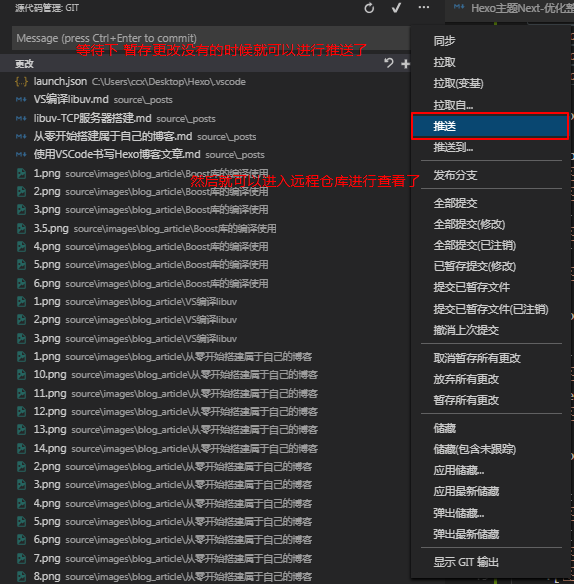 源代码管理: GIT
Hexo主题Next-优化整
Message (press Ctrl+Enter to commit)
等待下 暂存更改没有的时候就可以进行推送了
更改
launch.json C:\Users\ccx\Desktop\Hexo\.vscode
VS编译libuv.md source\_posts
libuv-TCP服务器搭建.md source\_posts
从零开始搭建属于自己的博客.md source\_posts
使用VSCode书写Hexo博客文章.md source\_posts
1.png source\images\blog_article\Boost库的编译使用
然后就可以进入远程仓库进行查看了
2.png source\images\blog_article\Boost库的编译使用
3.png source\images\blog_article\Boost库的编译使用
3.5.png source\images\blog_article\Boost库的编译使用
4.png source\images\blog_article\Boost库的编译使用
5.png source\images\blog_article\Boost库的编译使用
6.png source\images\blog_article\Boost库的编译使用
1.png source\images\blog_article\VS编译libuv
2.png source\images\blog_article\VS编译libuv
3.png source\images\blog_article\VS编译libuv
1.png source\images\blog_article\从零开始搭建属于自己的博客
10.png source\images\blog_article\从零开始搭建属于自己的博客
11.png source\images\blog_article\从零开始搭建属于自己的博客
12.png source\images\blog_article\从零开始搭建属于自己的博客
13.png source\images\blog_article\从零开始搭建属于自己的博客
14.png source\images\blog_article\从零开始搭建属于自己的博客
2.png source\images\blog_article\从零开始搭建属于自己的博客
3.png source\images\blog_article\从零开始搭建属于自己的博客
4.png source\images\blog_article\从零开始搭建属于自己的博客
5.png source\images\blog_article\从零开始搭建属于自己的博客
6.png source\images\blog_article\从零开始搭建属于自己的博客
7.png source\images\blog_article\从零开始搭建属于自己的博客
8.png source\images\blog_article\从零开始搭建属于自己的博客
同步
拉取
拉取(变基)
拉取自...
推送
推送到...
发布分支
全部提交
全部提交(修改)
全部提交(已注销)
已暂存提交(修改)
提交已暂存文件
提交已暂存文件(已注销)
撤消上次提交
取消暂存所有更改
放弃所有更改
暂存所有更改
储藏
储藏(包含未跟踪)
应用储藏...
应用最新储藏
弹出储藏...
弹出最新储藏
显示 GIT 输出